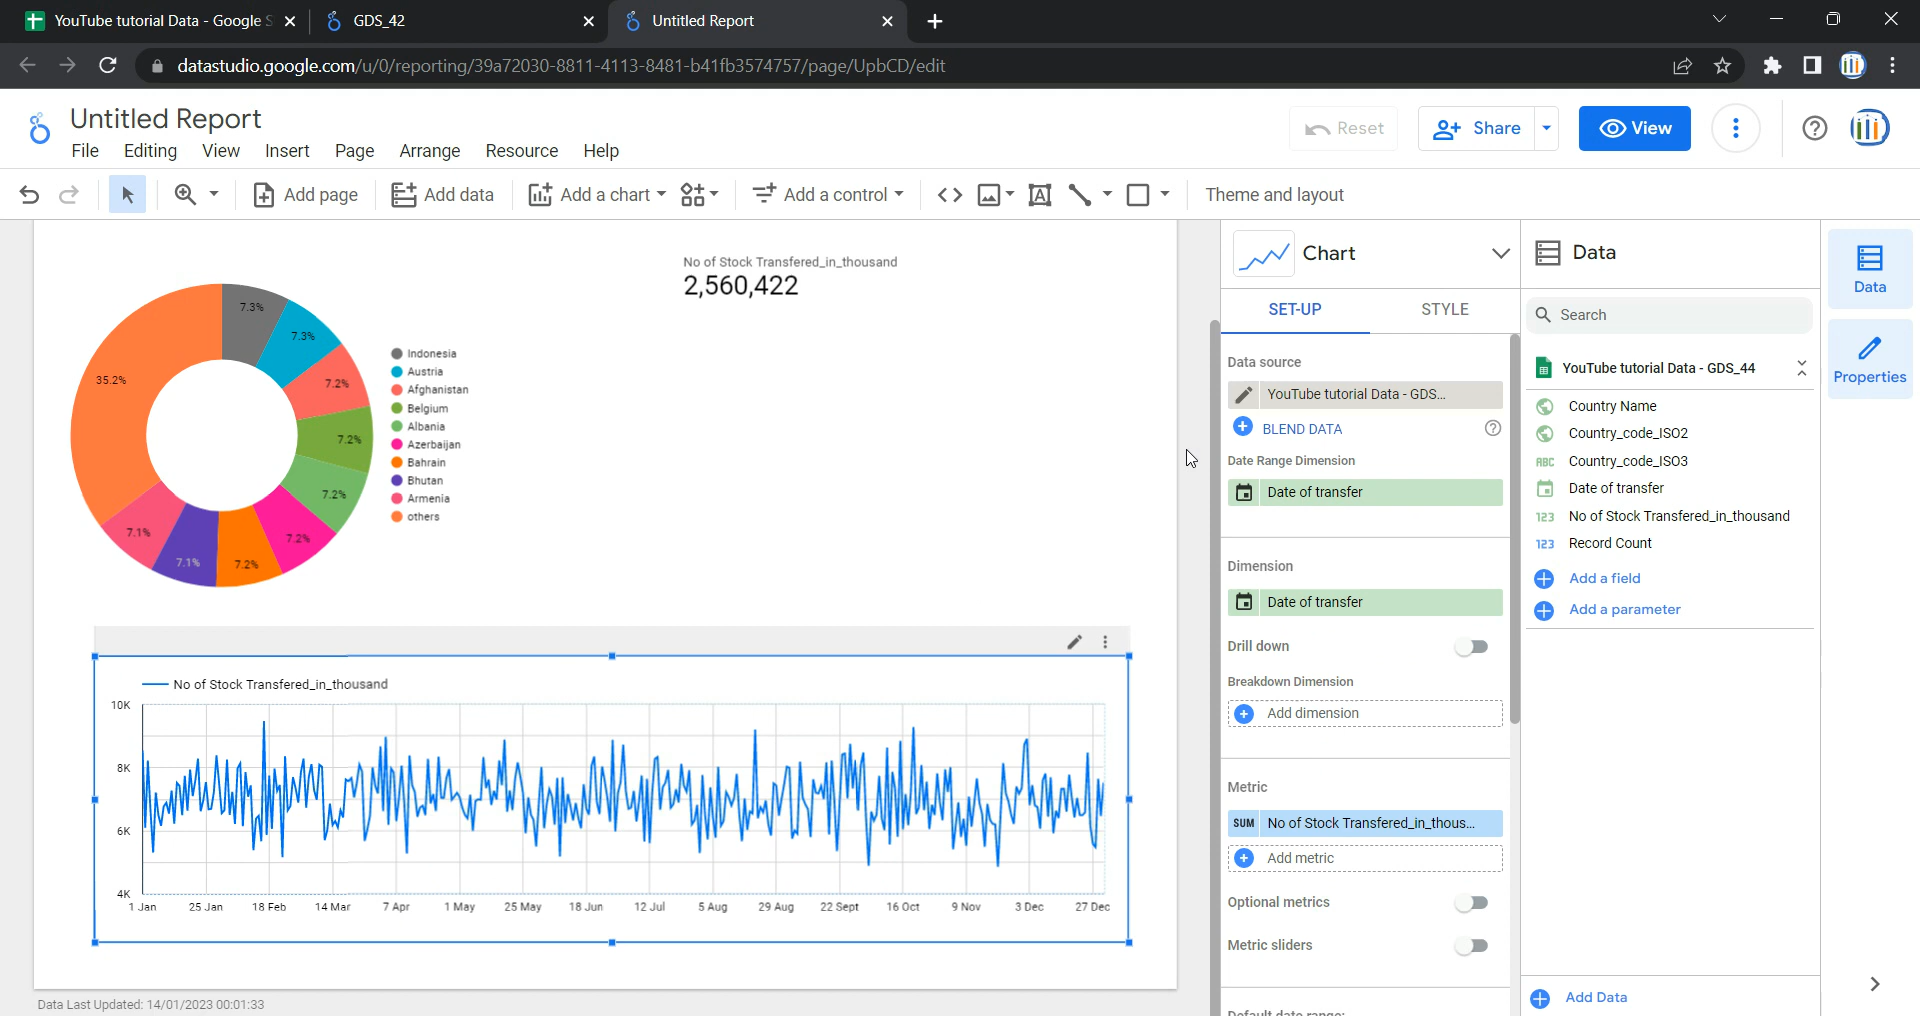 YouTube tutorial Data - Google S
GDS_42
Untitled Report
datastudio.google.com/u/0/reporting/39a72030-8811-4113-8481-b41fb3574757/page/UpbCD/edit
Untitled Report
File Editing View Insert Page Arrange Resource Help
Reset
Share
View
Add page
Add data
Add a chart
Add a control
Theme and layout
No of Stock Transfered_in_thousand
2,560,422
7.3%
7.3%
7.2%
7.2%
7.2%
7.2%
7.2%
7.1%
7.1%
35.2%
Indonesia
Austria
Afghanistan
Belgium
Albania
Azerbaijan
Bahrain
Bhutan
Armenia
others
No of Stock Transfered_in_thousand
10K
8K
6K
4K
1 Jan 25 Jan 18 Feb 14 Mar 7 Apr 1 May 25 May 18 Jun 12 Jul 5 Aug 29 Aug 22 Sept 16 Oct 9 Nov 3 Dec 27 Dec
Data Last Updated: 14/01/2023 00:01:33
Chart
SET-UP STYLE
Data source
YouTube tutorial Data - GDS...
BLEND DATA
Date Range Dimension
Date of transfer
Dimension
Date of transfer
Drill down
Breakdown Dimension
Add dimension
Metric
SUM No of Stock Transfered_in_thous...
Add metric
Optional metrics
Metric sliders
Default date range:
Data
Search
YouTube tutorial Data - GDS_44
Country Name
Country_code_ISO2
ABC Country_code_ISO3
Date of transfer
123 No of Stock Transfered_in_thousand
123 Record Count
Add a field
Add a parameter
Add Data
Data
Properties